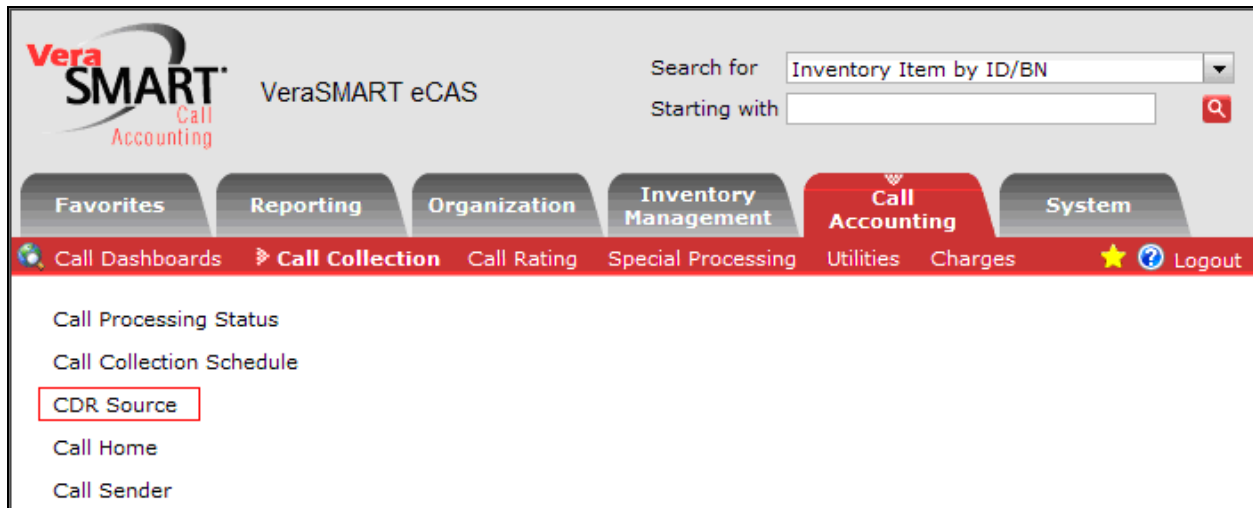 Vera
SMART
Call
Accounting
VeraSMART eCAS
Search for Inventory Item by ID/BN
Starting with
Favorites Reporting Organization Inventory Management Call Accounting System
Call Dashboards Call Collection Call Rating Special Processing Utilities Charges Logout
Call Processing Status
Call Collection Schedule
CDR Source
Call Home
Call Sender